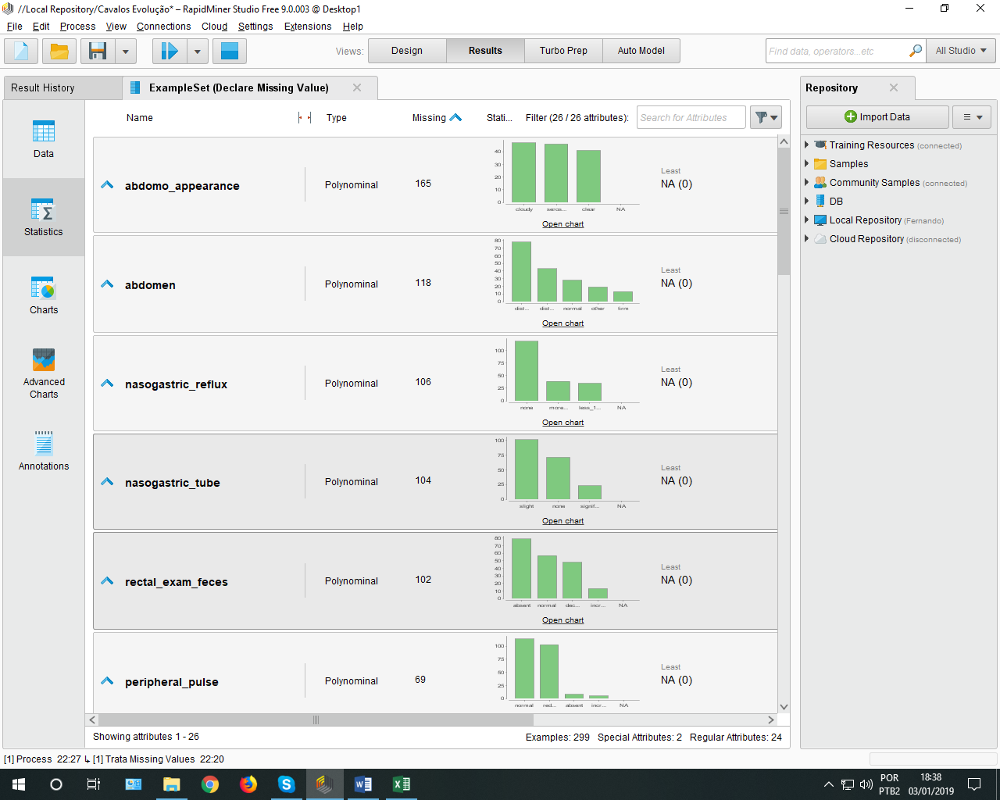 //Local Repository/Cavalos Evolução* – RapidMiner Studio Free 9.0.003 @ Desktop1
File Edit Process View Connections Cloud Settings Extensions Help
Views: Design Results Turbo Prep Auto Model Find data, operators...etc All Studio
Result History ExampleSet (Declare Missing Value)
Data
Statistics
Charts
Advanced
Charts
Annotations
Name Type Missing Stati... Filter (26 / 26 attributes): Search for Attributes
abdomo_appearance Polynominal 165
40
30
20
10
0
cloudy seros... clear NA
Open chart
Least
NA (0)
abdomen Polynominal 118
80
70
60
50
40
30
20
10
0
dist... dist... normal other firm
Open chart
Least
NA (0)
nasogastric_reflux Polynominal 106
100
75
50
25
0
none more... less_1... NA
Open chart
Least
NA (0)
nasogastric_tube Polynominal 104
100
75
50
25
0
slight none signif... NA
Open chart
Least
NA (0)
rectal_exam_feces Polynominal 102
80
70
60
50
40
30
20
10
0
absent normal dec... incr... NA
Open chart
Least
NA (0)
peripheral_pulse Polynominal 69
100
75
50
25
0
normal red... absent incr... NA
Least
NA (0)
Showing attributes 1 - 26 Examples: 299 Special Attributes: 2 Regular Attributes: 24
Repository
Import Data
Training Resources (connected)
Samples
Community Samples (connected)
DB
Local Repository (Fernando)
Cloud Repository (disconnected)
[1] Process 22:27 ↳ [1] Trata Missing Values 22:20
POR
PTB2
18:38
03/01/2019